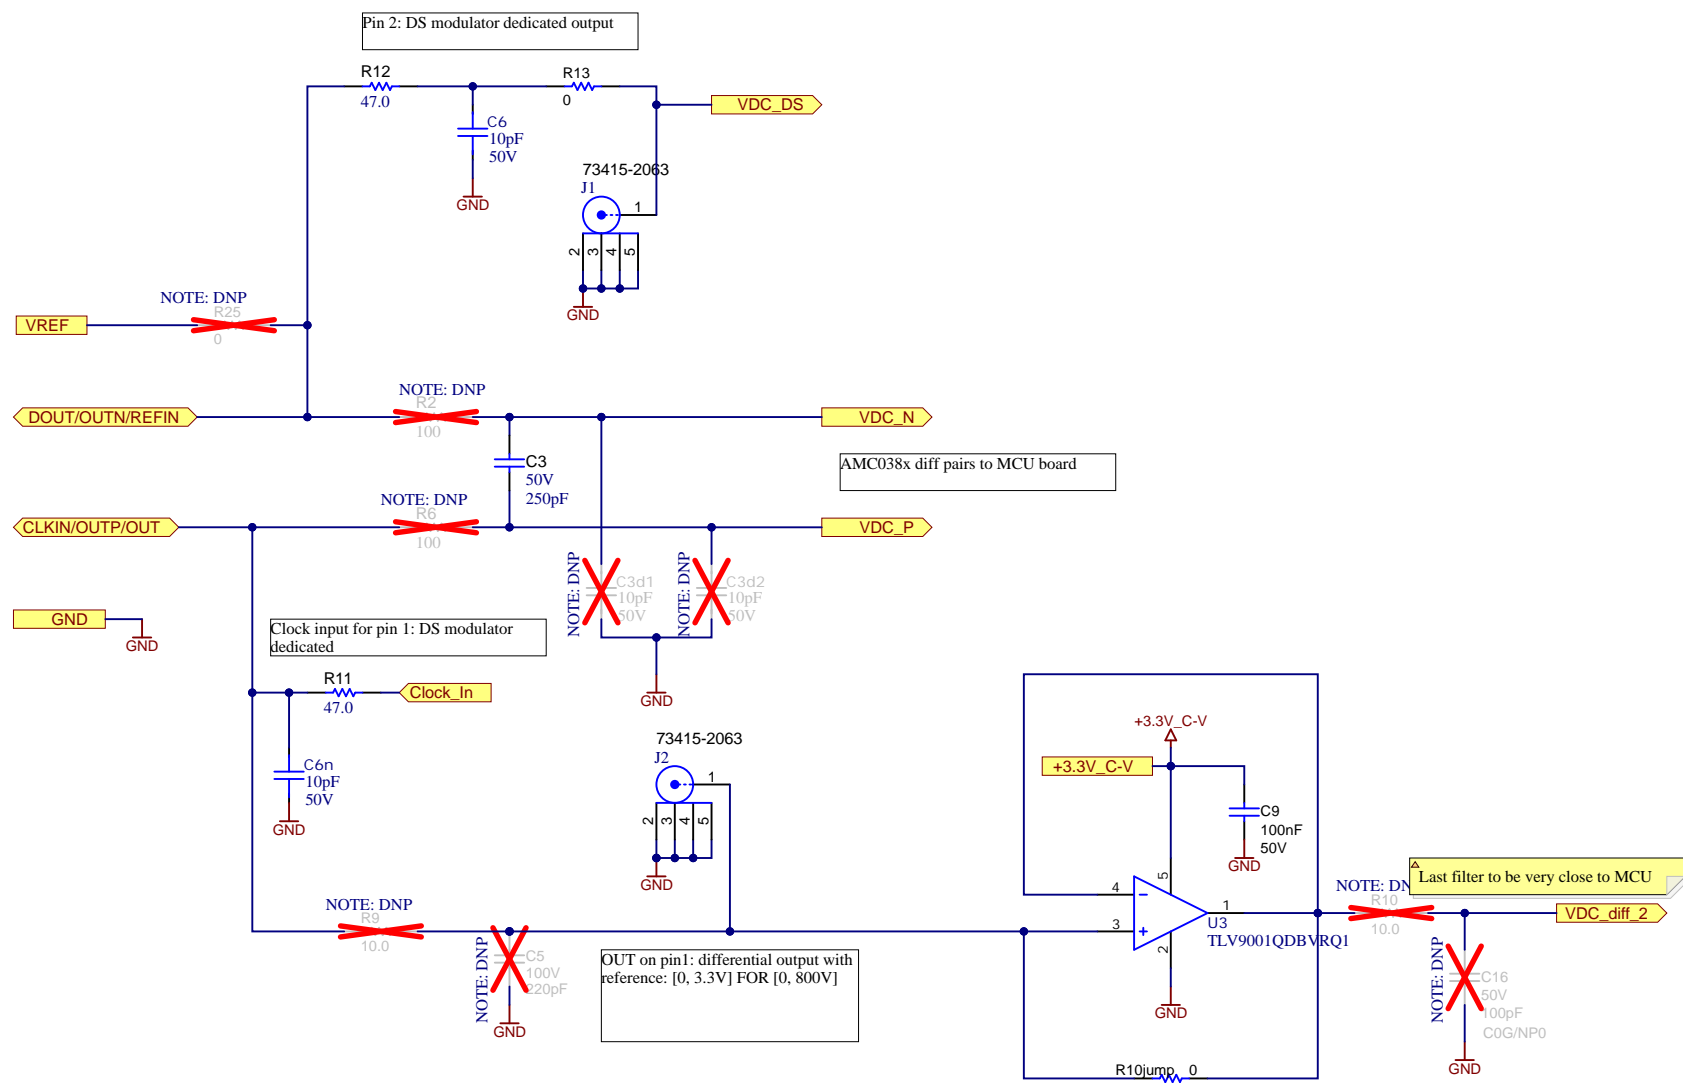 Pin 2: DS modulator dedicated output
R12
47.0
R13
0
VDC_DS
C6
10pF
50V
GND
73415-2063
J1
1
2
3
4
5
GND
NOTE: DNP
R25
0
VREF
DOUT/OUTN/REFIN
NOTE: DNP
R2
100
VDC_N
C3
50V
250pF
AMC038x diff pairs to MCU board
CLKIN/OUTP/OUT
NOTE: DNP
R6
100
VDC_P
NOTE: DNP
C3d1
10pF
50V
NOTE: DNP
C3d2
10pF
50V
GND
GND
GND
Clock input for pin 1: DS modulator
dedicated
R11
47.0
Clock_In
C6n
10pF
50V
GND
73415-2063
J2
1
2
3
4
5
GND
+3.3V_C-V
+3.3V_C-V
C9
100nF
50V
GND
4
3
5
2
1
U3
TLV9001QDBVRQ1
GND
NOTE: DNP
R9
10.0
NOTE: DNP
C5
100V
220pF
GND
OUT on pin1: differential output with
reference: [0, 3.3V] FOR [0, 800V]
R10jump
0
Last filter to be very close to MCU
NOTE: DN
R10
10.0
VDC_diff_2
NOTE: DNP
C16
50V
100pF
C0G/NP0
GND